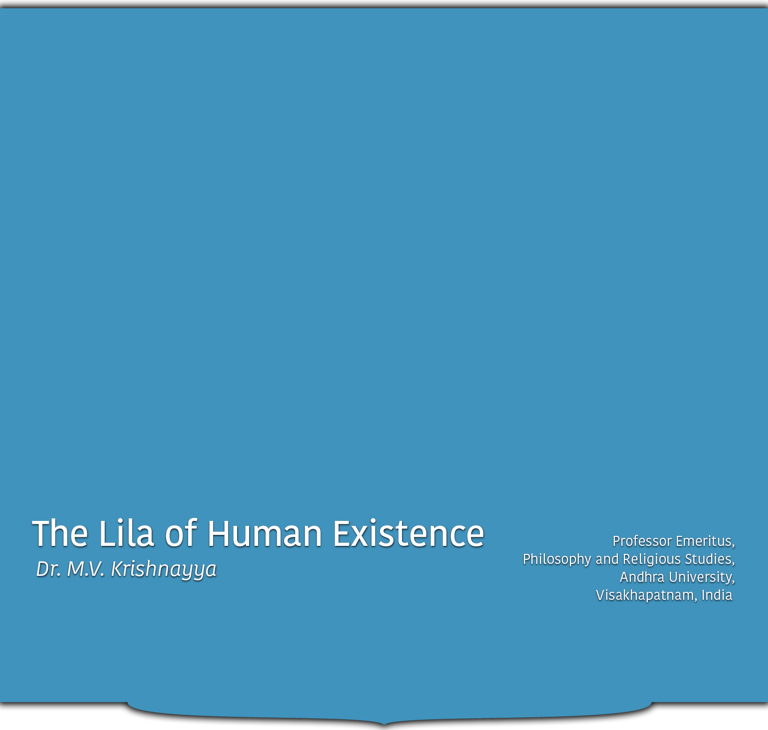 The Lila of Human Existence
Dr. M.V. Krishnayya
Professor Emeritus,
Philosophy and Religious Studies,
Andhra University,
Visakhapatnam, India